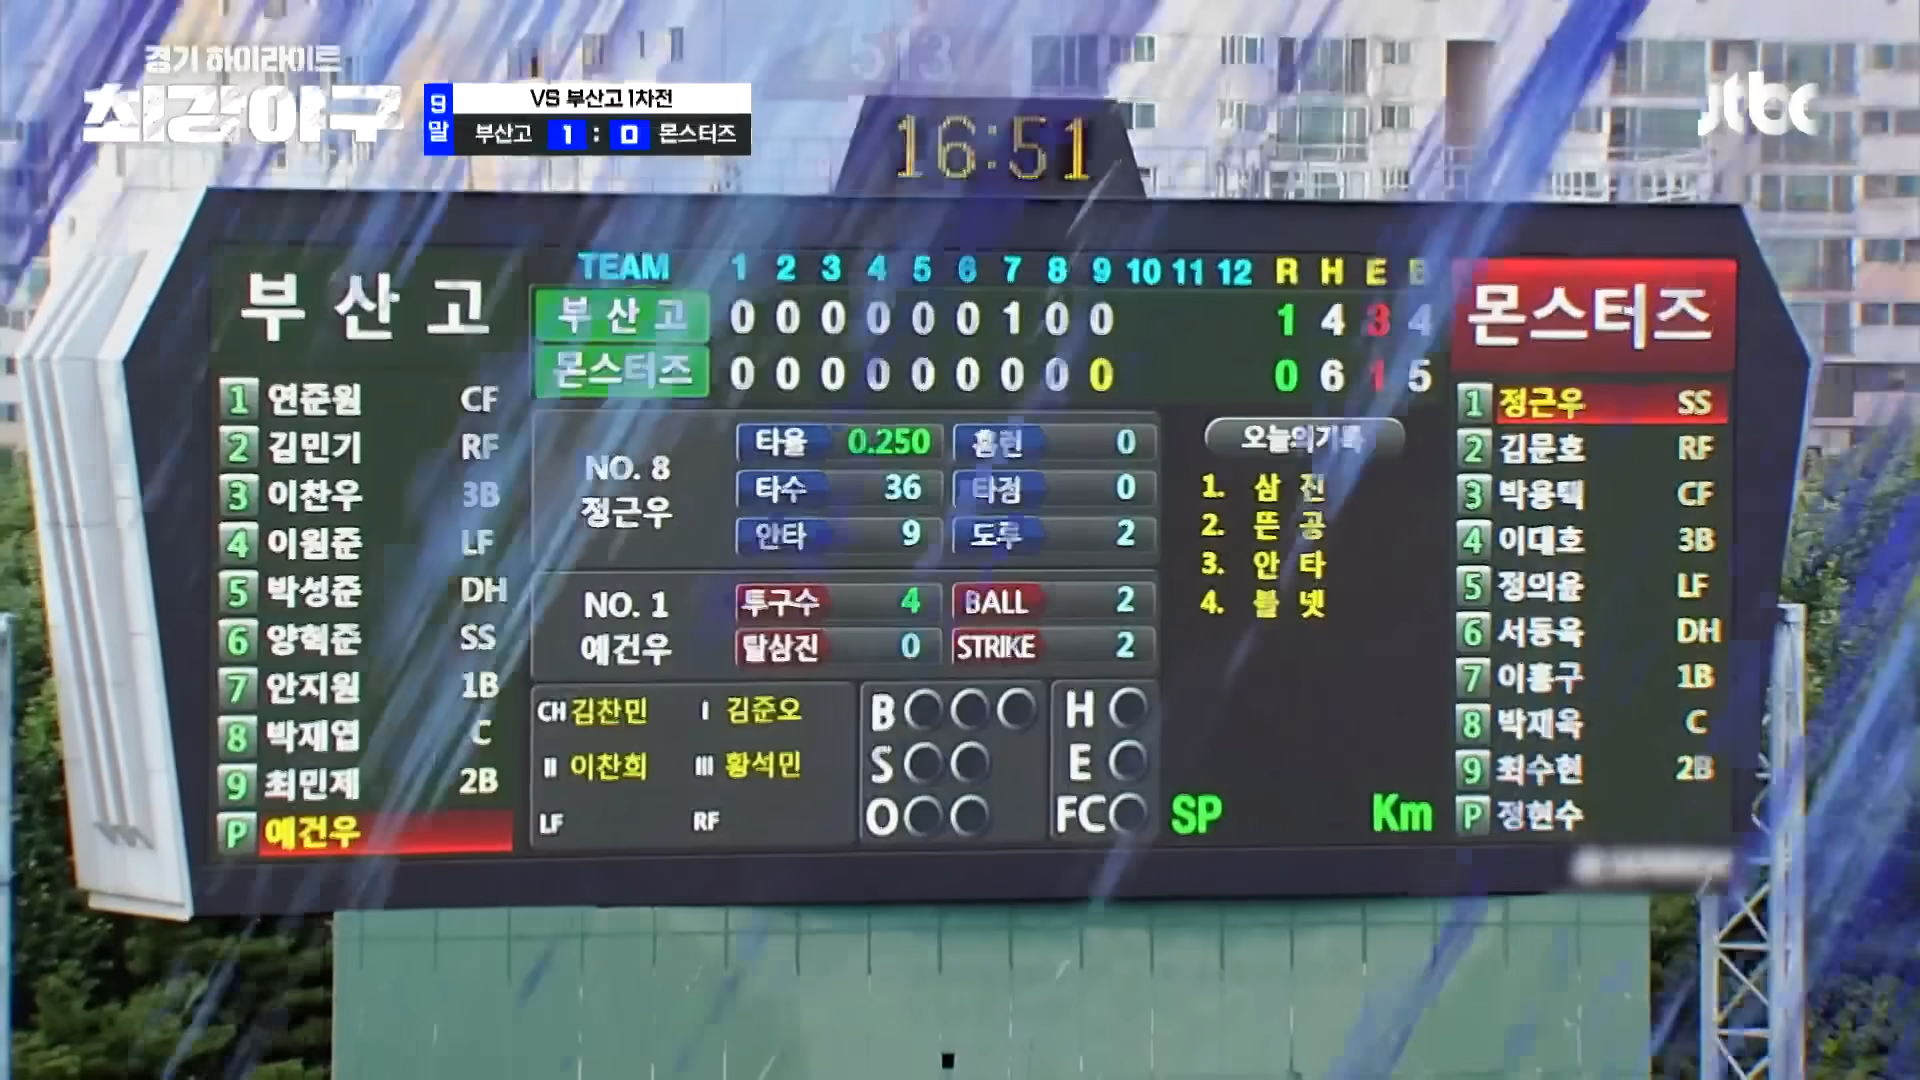 경기 하이라이트
최강야구
9말
VS 부산고 1차전
부산고 1 : 0 몬스터즈
jtbc
16:51
부산고
1 연준원 CF
2 김민기 RF
3 이찬우 3B
4 이원준 LF
5 박성준 DH
6 양혁준 SS
7 안지원 1B
8 박재엽 C
9 최민제 2B
P 예건우
TEAM 1 2 3 4 5 6 7 8 9 10 11 12 R H E B
부산고 0 0 0 0 0 0 1 0 0 1 4 3 4
몬스터즈 0 0 0 0 0 0 0 0 0 0 6 1 5
NO. 8
정근우
타율 0.250 홈런 0
타수 36 타점 0
안타 9 도루 2
NO. 1
예건우
투구수 4 BALL 2
탈삼진 0 STRIKE 2
CH 김찬민 I 김준오
II 이찬희 III 황석민
LF RF
B H
S E
O FC
오늘의기록
1. 삼진
2. 뜬공
3. 안타
4. 볼넷
SP Km
몬스터즈
1 정근우 SS
2 김문호 RF
3 박용택 CF
4 이대호 3B
5 정의윤 LF
6 서동욱 DH
7 이홍구 1B
8 박재욱 C
9 최수현 2B
P 정현수